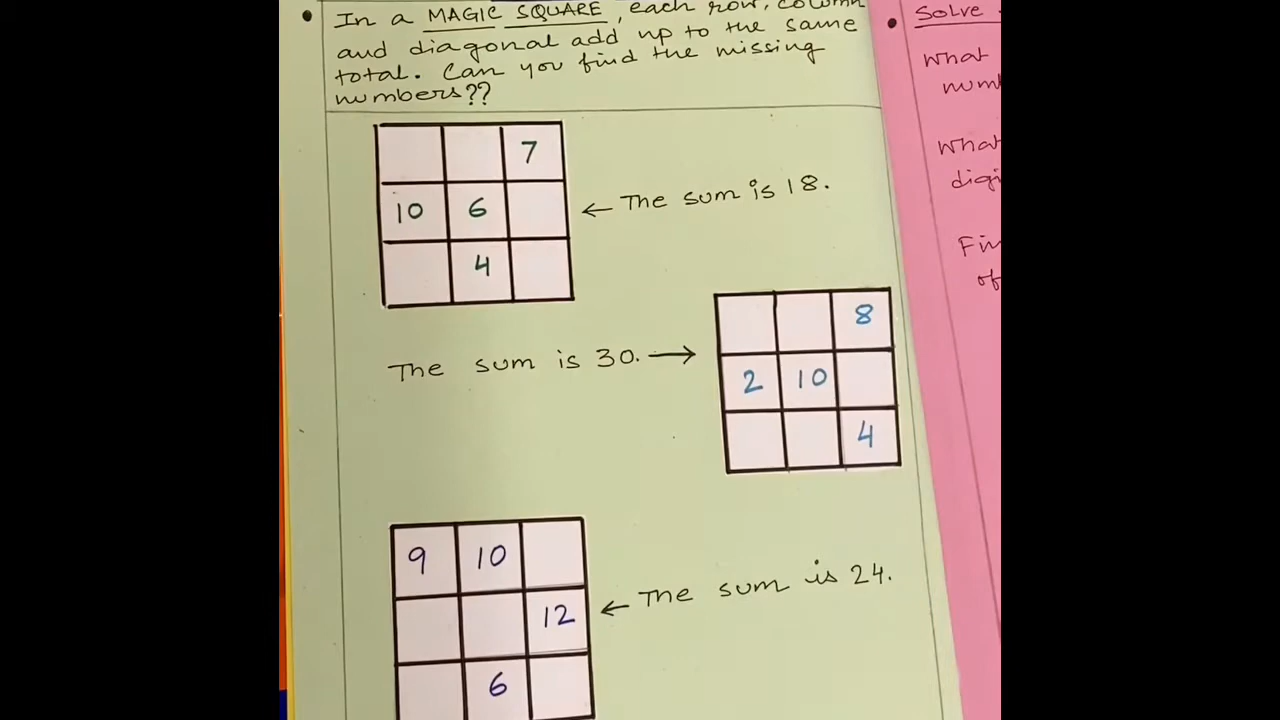 • In a MAGIC SQUARE, each row, column
and diagonal add up to the same
total. Can you find the missing
numbers??
7
10 6
4
← The sum is 18.
The sum is 30. →
8
2 10
4
9 10
12
6
← The sum is 24.
• Solve
what
What